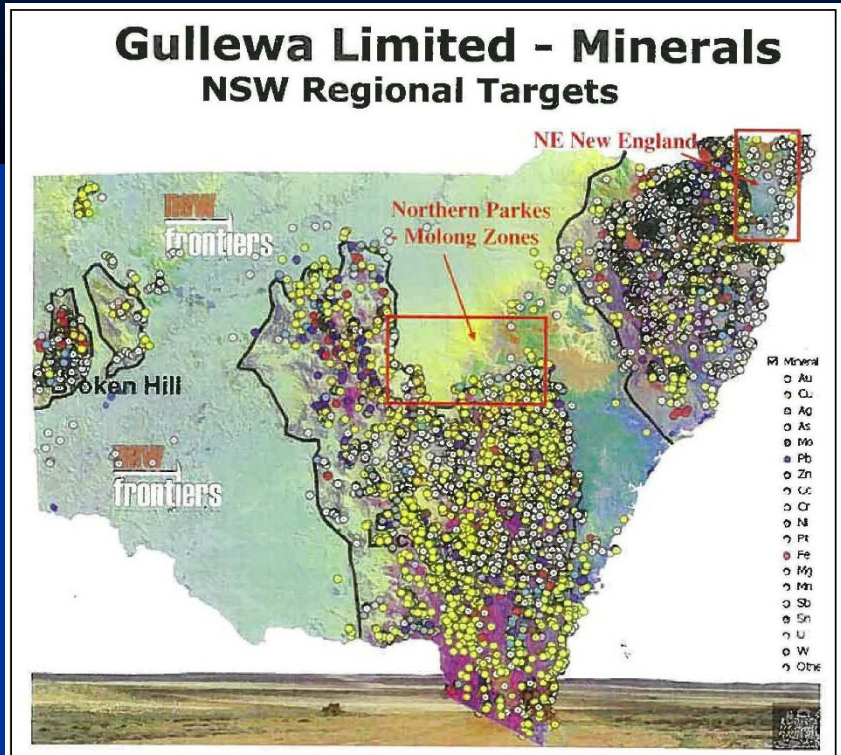 Gullewa Limited - Minerals
NSW Regional Targets
NE New England
new
frontiers
Northern Parkes
- Molong Zones
Broken Hill
new
frontiers
Mineral
Au
Cu
Ag
As
Mo
Pb
Zn
Cr
Ni
Pt
Fe
Mg
Mn
Sb
Sn
U
W
Othe